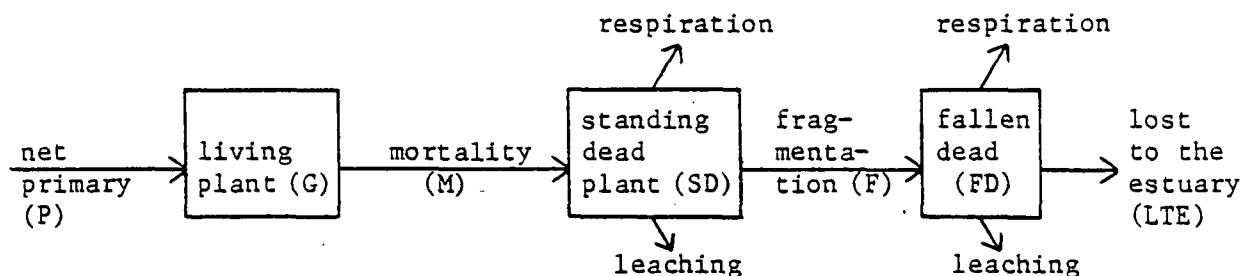 respiration
respiration
net
primary
(P)
living
plant (G)
mortality
(M)
standing
dead
plant (SD)
frag-
menta-
tion (F)
fallen
dead
(FD)
lost
to the
estuary
(LTE)
leaching
leaching